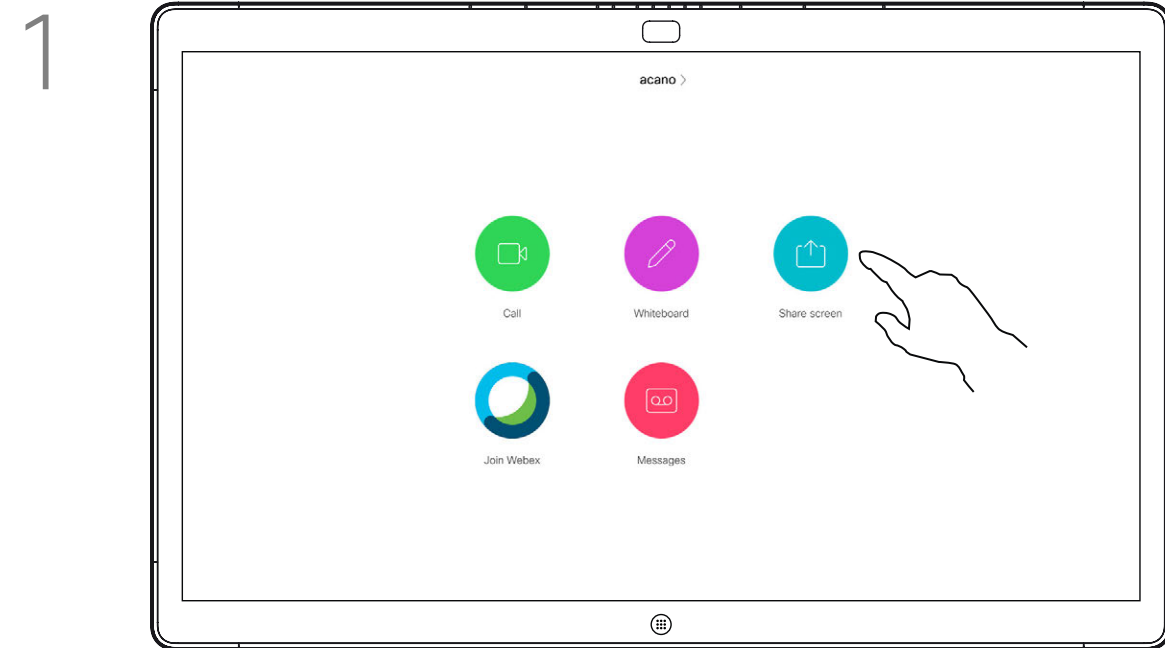 1
acano >
Call
Whiteboard
Share screen
Join Webex
Messages